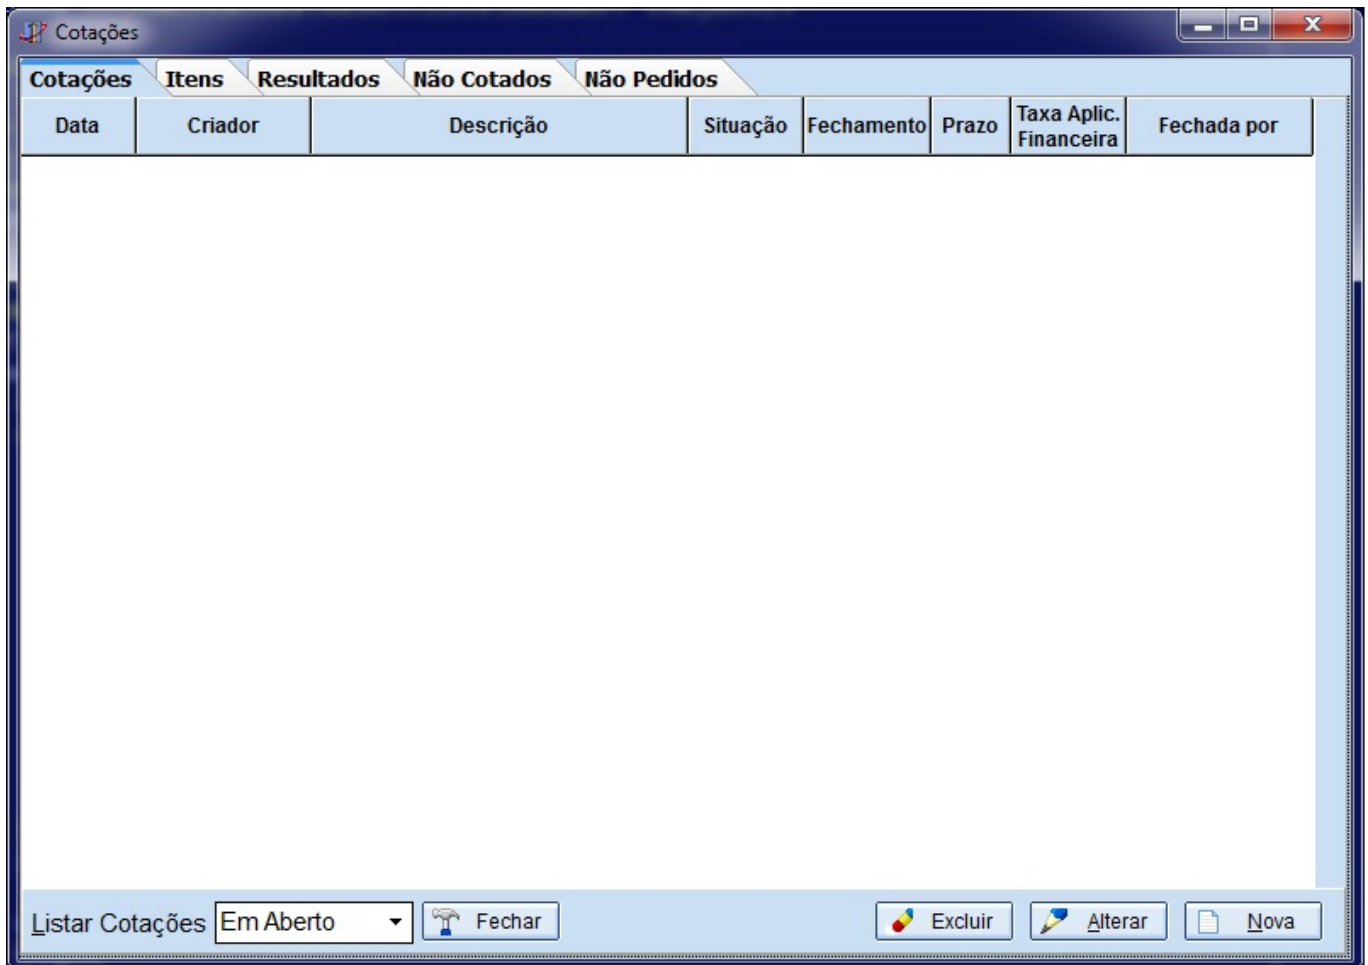 Cotações
Cotações Itens Resultados Não Cotados Não Pedidos
Data Criador Descrição Situação Fechamento Prazo Taxa Aplic. Financeira Fechada por
Listar Cotações Em Aberto Fechar Excluir Alterar Nova